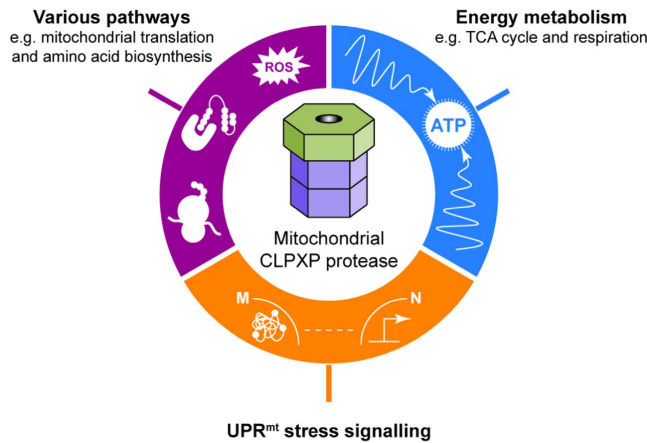 Various pathways
e.g. mitochondrial translation
and amino acid biosynthesis
Energy metabolism
e.g. TCA cycle and respiration
ROS
ATP
Mitochondrial
CLPXP protease
M
N
UPRᵐᵗ stress signalling